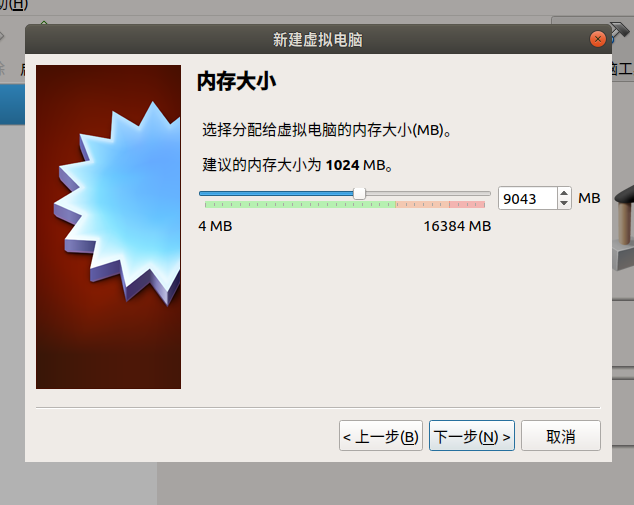 (H)
新建虚拟电脑
内存大小
选择分配给虚拟电脑的内存大小(MB)。
建议的内存大小为 1024 MB。
9043 MB
4 MB 16384 MB
< 上一步(B) 下一步(N) > 取消